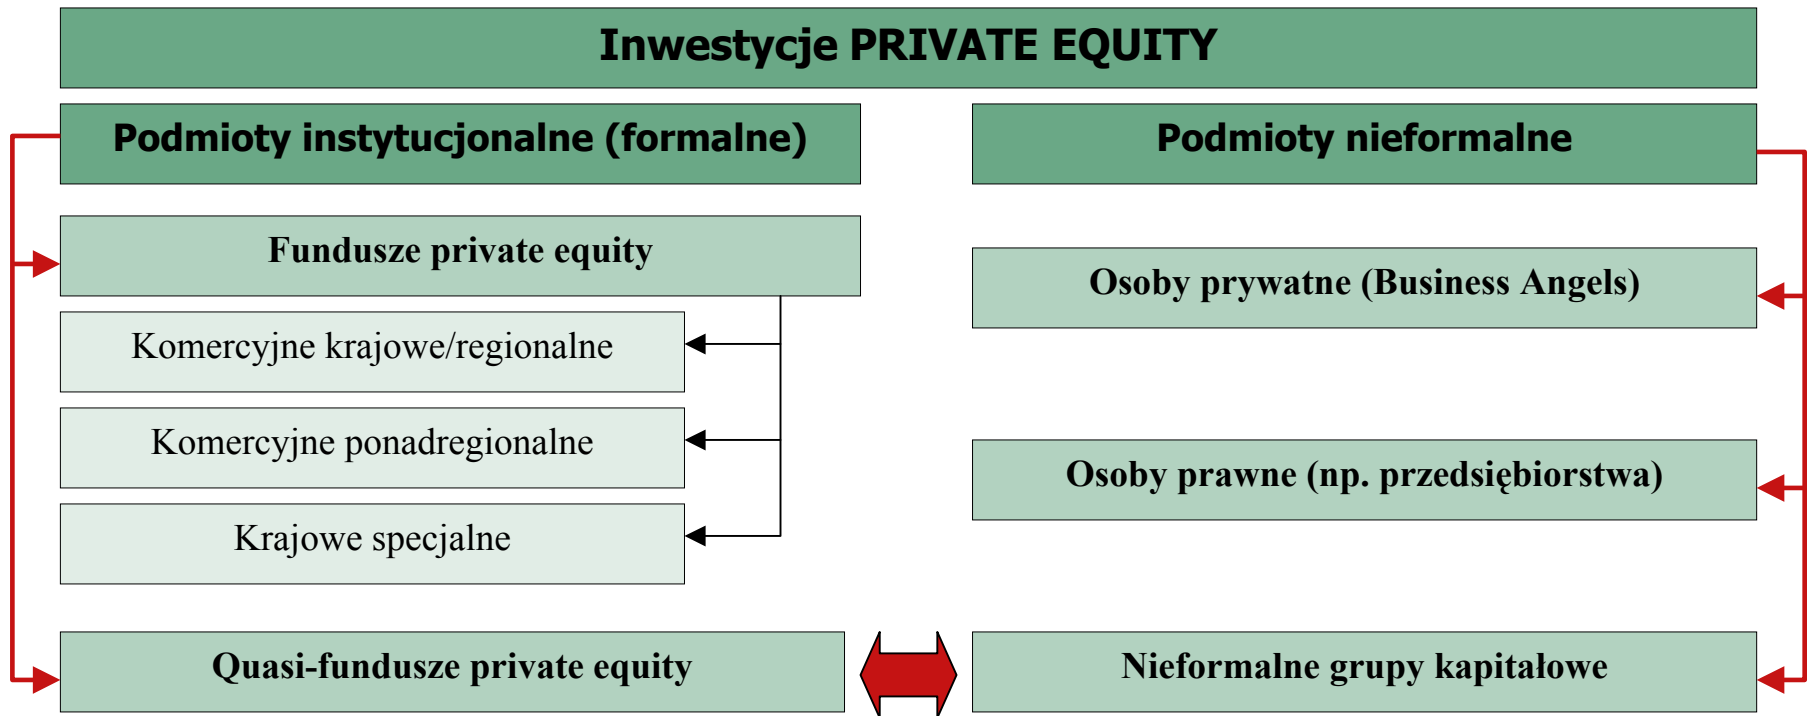 Inwestycje PRIVATE EQUITY
Podmioty instytucjonalne (formalne)
Podmioty nieformalne
Fundusze private equity
Osoby prywatne (Business Angels)
Komercyjne krajowe/regionalne
Komercyjne ponadregionalne
Osoby prawne (np. przedsiębiorstwa)
Krajowe specjalne
Quasi-fundusze private equity
Nieformalne grupy kapitałowe